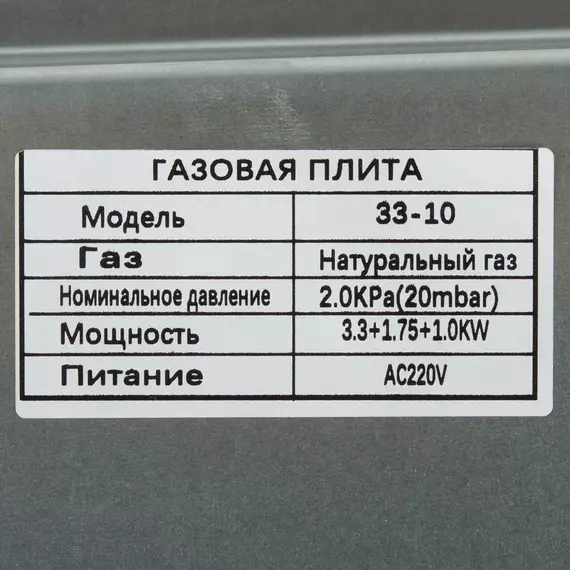 ГАЗОВАЯ ПЛИТА
Модель 33-10
Газ Натуральный газ
Номинальное давление 2.0KPa(20mbar)
Мощность 3.3+1.75+1.0KW
Питание AC220V